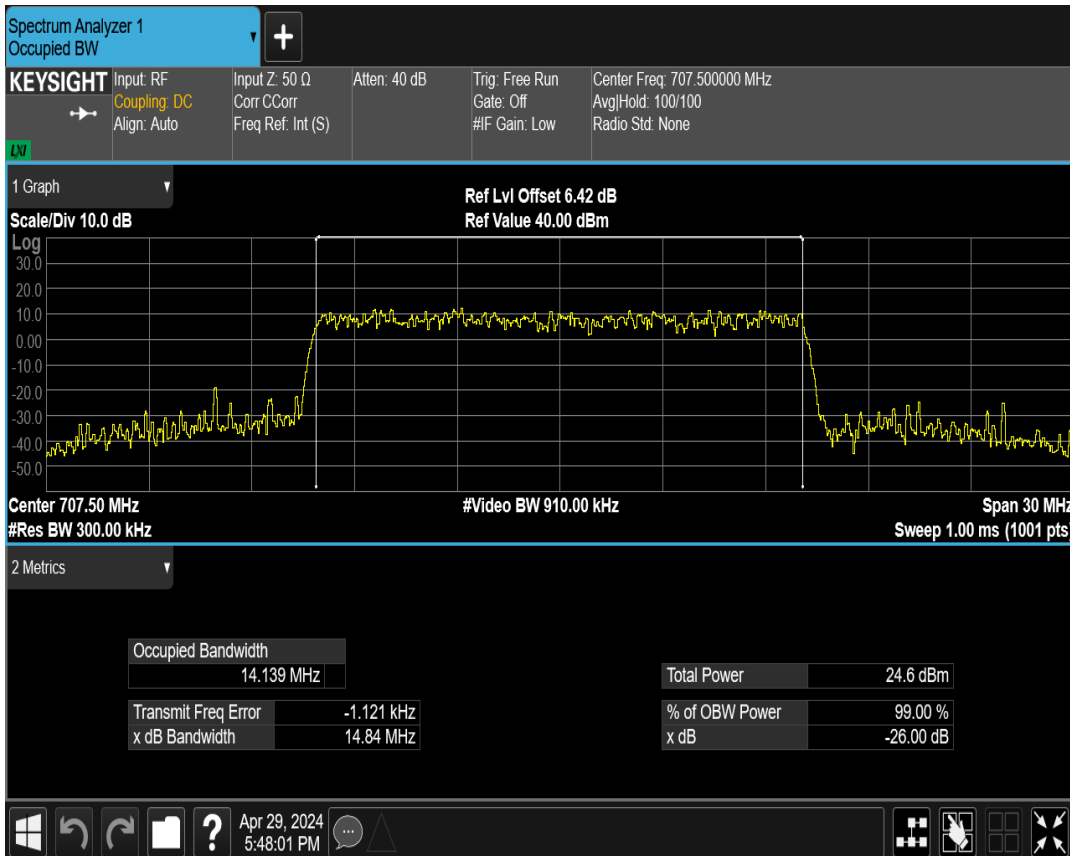 Spectrum Analyzer 1
Occupied BW
+
KEYSIGHT
LXI
Input: RF
Coupling: DC
Align: Auto
Input Z: 50 Ω
Corr CCorr
Freq Ref: Int (S)
Atten: 40 dB
Trig: Free Run
Gate: Off
#IF Gain: Low
Center Freq: 707.500000 MHz
Avg|Hold: 100/100
Radio Std: None
1 Graph
Scale/Div 10.0 dB
Ref Lvl Offset 6.42 dB
Ref Value 40.00 dBm
Log
30.0
20.0
10.0
0.00
-10.0
-20.0
-30.0
-40.0
-50.0
Center 707.50 MHz
#Video BW 910.00 kHz
Span 30 MHz
#Res BW 300.00 kHz
Sweep 1.00 ms (1001 pts)
2 Metrics
Occupied Bandwidth
14.139 MHz
Total Power 24.6 dBm
Transmit Freq Error -1.121 kHz
% of OBW Power 99.00 %
x dB Bandwidth 14.84 MHz
x dB -26.00 dB
?
Apr 29, 2024
5:48:01 PM